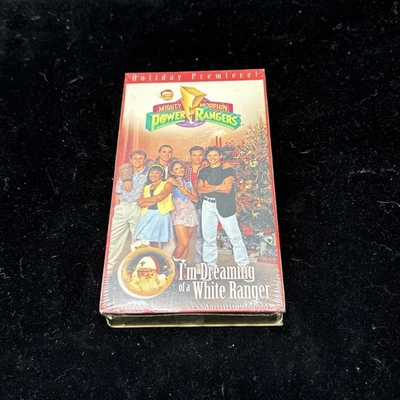 Holiday Premiere!
MIGHTY MORPHIN
POWER RANGERS
I'm Dreaming
of a White Ranger